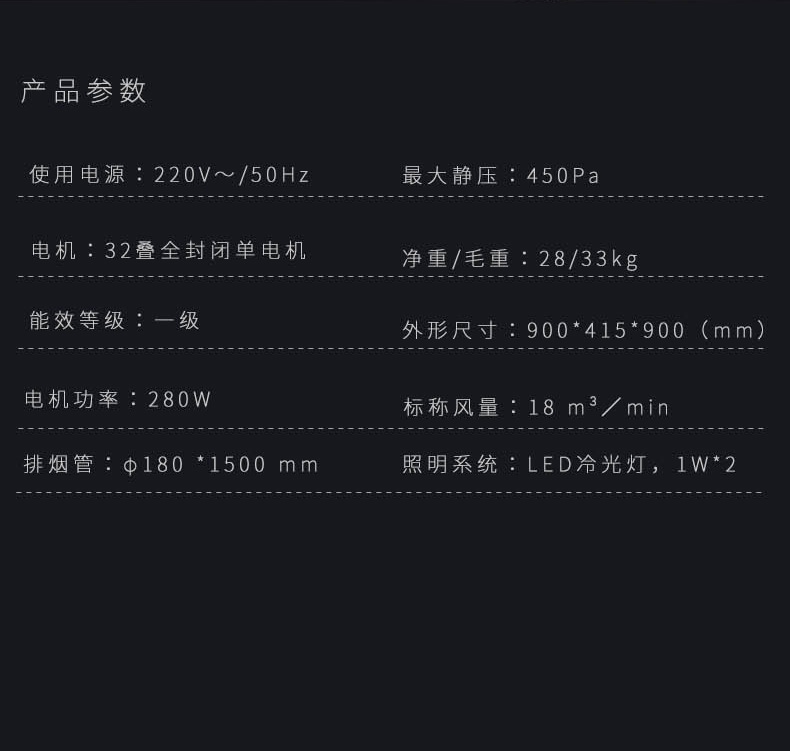 产品参数
使用电源：220V～/50Hz
最大静压：450Pa
电机：32叠全封闭单电机
净重/毛重：28/33kg
能效等级：一级
外形尺寸：900*415*900（mm）
电机功率：280W
标称风量：18 m³／min
排烟管：φ180 *1500 mm
照明系统：LED冷光灯，1W*2